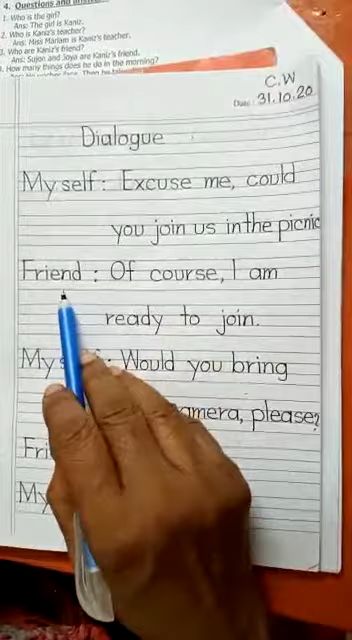 4. Questions and
1. Who is the girl?
Ans: The girl is Kaniz.
2. Who is Kaniz's teacher?
Ans: Miss Mariam is Kaniz's teacher.
3. Who are Kaniz's friend?
Ans: Sujon and Joya are Kaniz's friend.
How many things does he do in the morning?
C.W
Date: 31.10.20
Dialogue
Myself: Excuse me, could
you join us in the picnic
Friend : Of course, I am
ready to join.
My : Would you bring
amera, please?
Fri
My